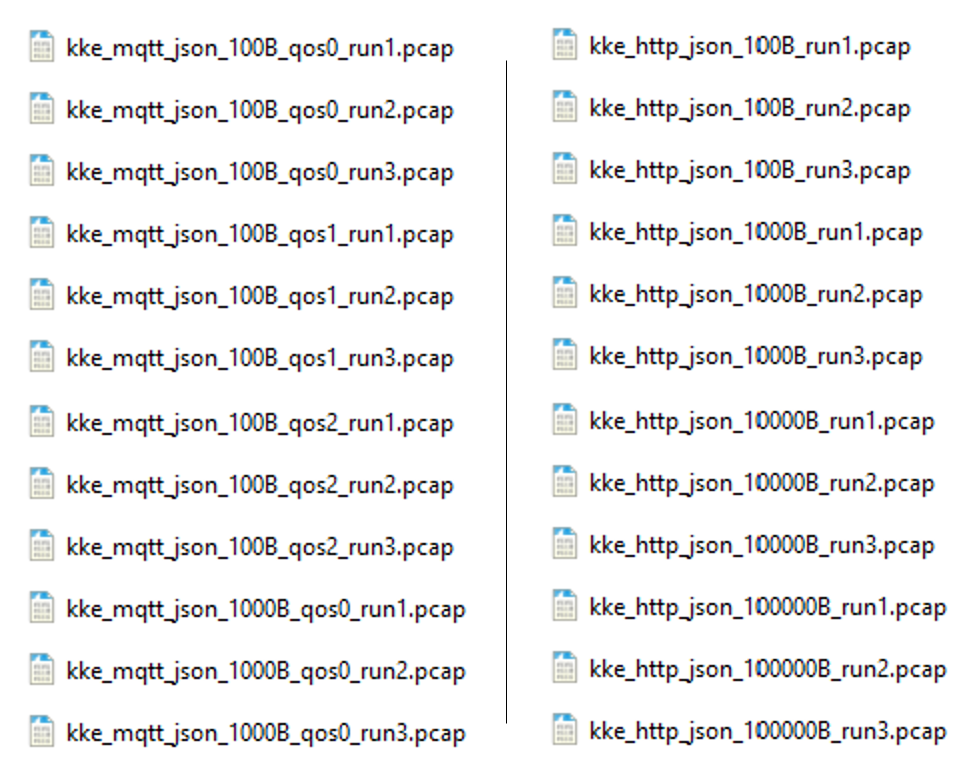 kke_mqtt_json_100B_qos0_run1.pcap
kke_mqtt_json_100B_qos0_run2.pcap
kke_mqtt_json_100B_qos0_run3.pcap
kke_mqtt_json_100B_qos1_run1.pcap
kke_mqtt_json_100B_qos1_run2.pcap
kke_mqtt_json_100B_qos1_run3.pcap
kke_mqtt_json_100B_qos2_run1.pcap
kke_mqtt_json_100B_qos2_run2.pcap
kke_mqtt_json_100B_qos2_run3.pcap
kke_mqtt_json_1000B_qos0_run1.pcap
kke_mqtt_json_1000B_qos0_run2.pcap
kke_mqtt_json_1000B_qos0_run3.pcap
kke_http_json_100B_run1.pcap
kke_http_json_100B_run2.pcap
kke_http_json_100B_run3.pcap
kke_http_json_1000B_run1.pcap
kke_http_json_1000B_run2.pcap
kke_http_json_1000B_run3.pcap
kke_http_json_10000B_run1.pcap
kke_http_json_10000B_run2.pcap
kke_http_json_10000B_run3.pcap
kke_http_json_100000B_run1.pcap
kke_http_json_100000B_run2.pcap
kke_http_json_100000B_run3.pcap